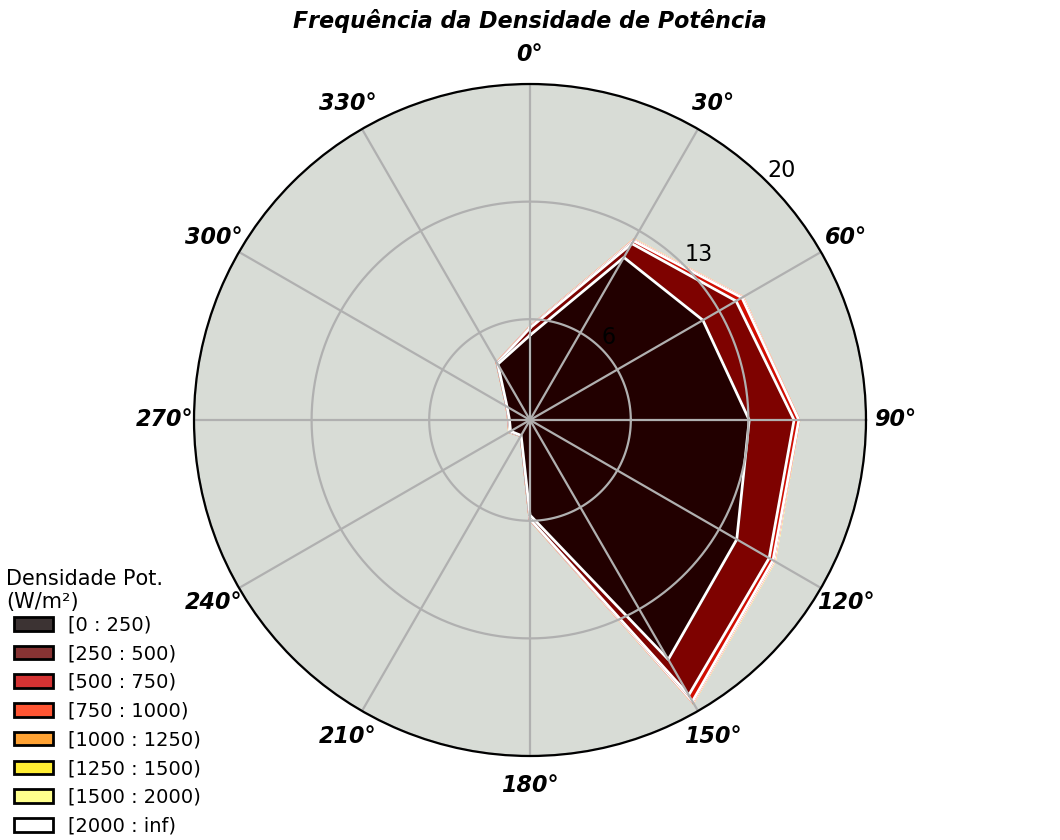 Frequência da Densidade de Potência
0°
330°
30°
20
300°
60°
13
6
270°
90°
240°
120°
210°
150°
180°
Densidade Pot.
(W/m²)
[0 : 250)
[250 : 500)
[500 : 750)
[750 : 1000)
[1000 : 1250)
[1250 : 1500)
[1500 : 2000)
[2000 : inf)